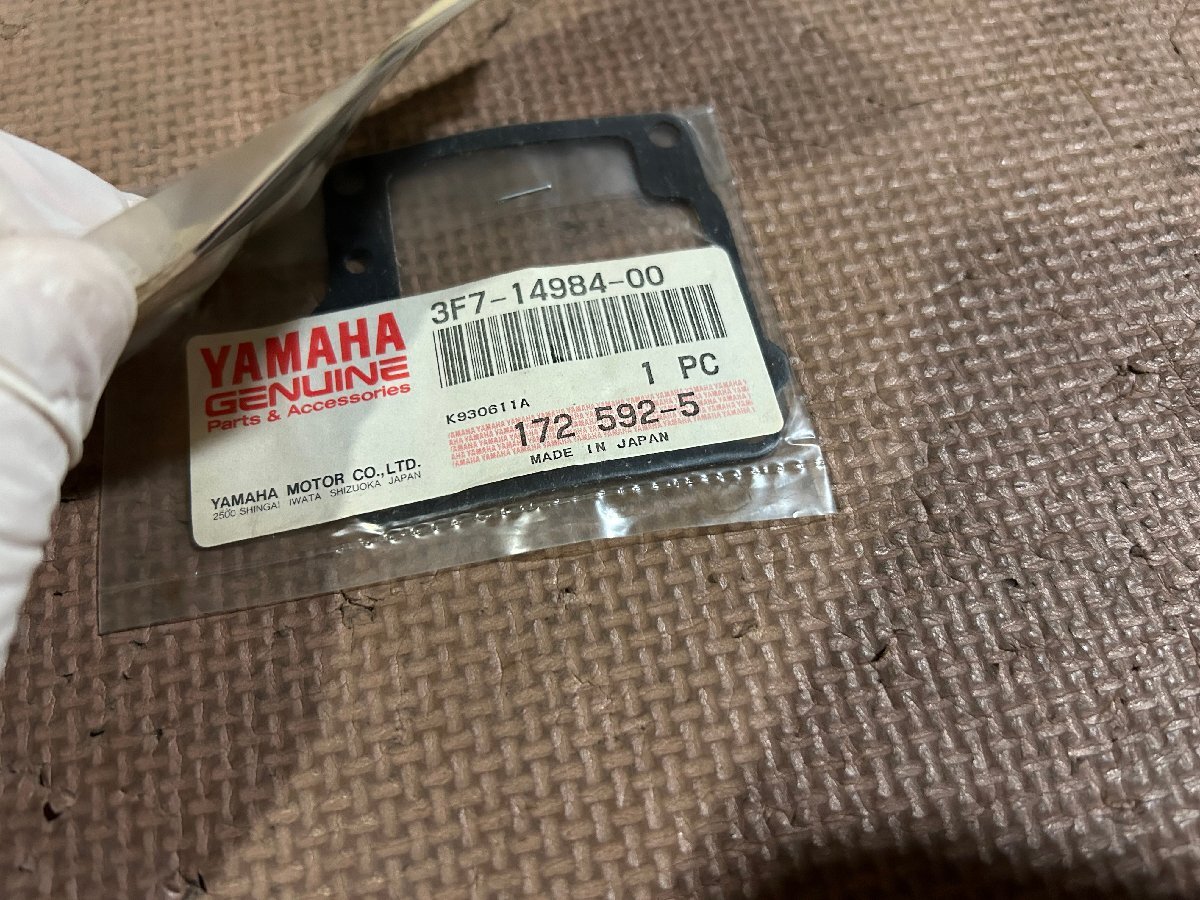 3F7-14984-00
YAMAHA
GENUINE
Parts & Accessories
1 PC
K930611A
172 592-5
MADE IN JAPAN
YAMAHA MOTOR CO.,LTD.
2500 SHINGAI IWATA SHIZUOKA JAPAN